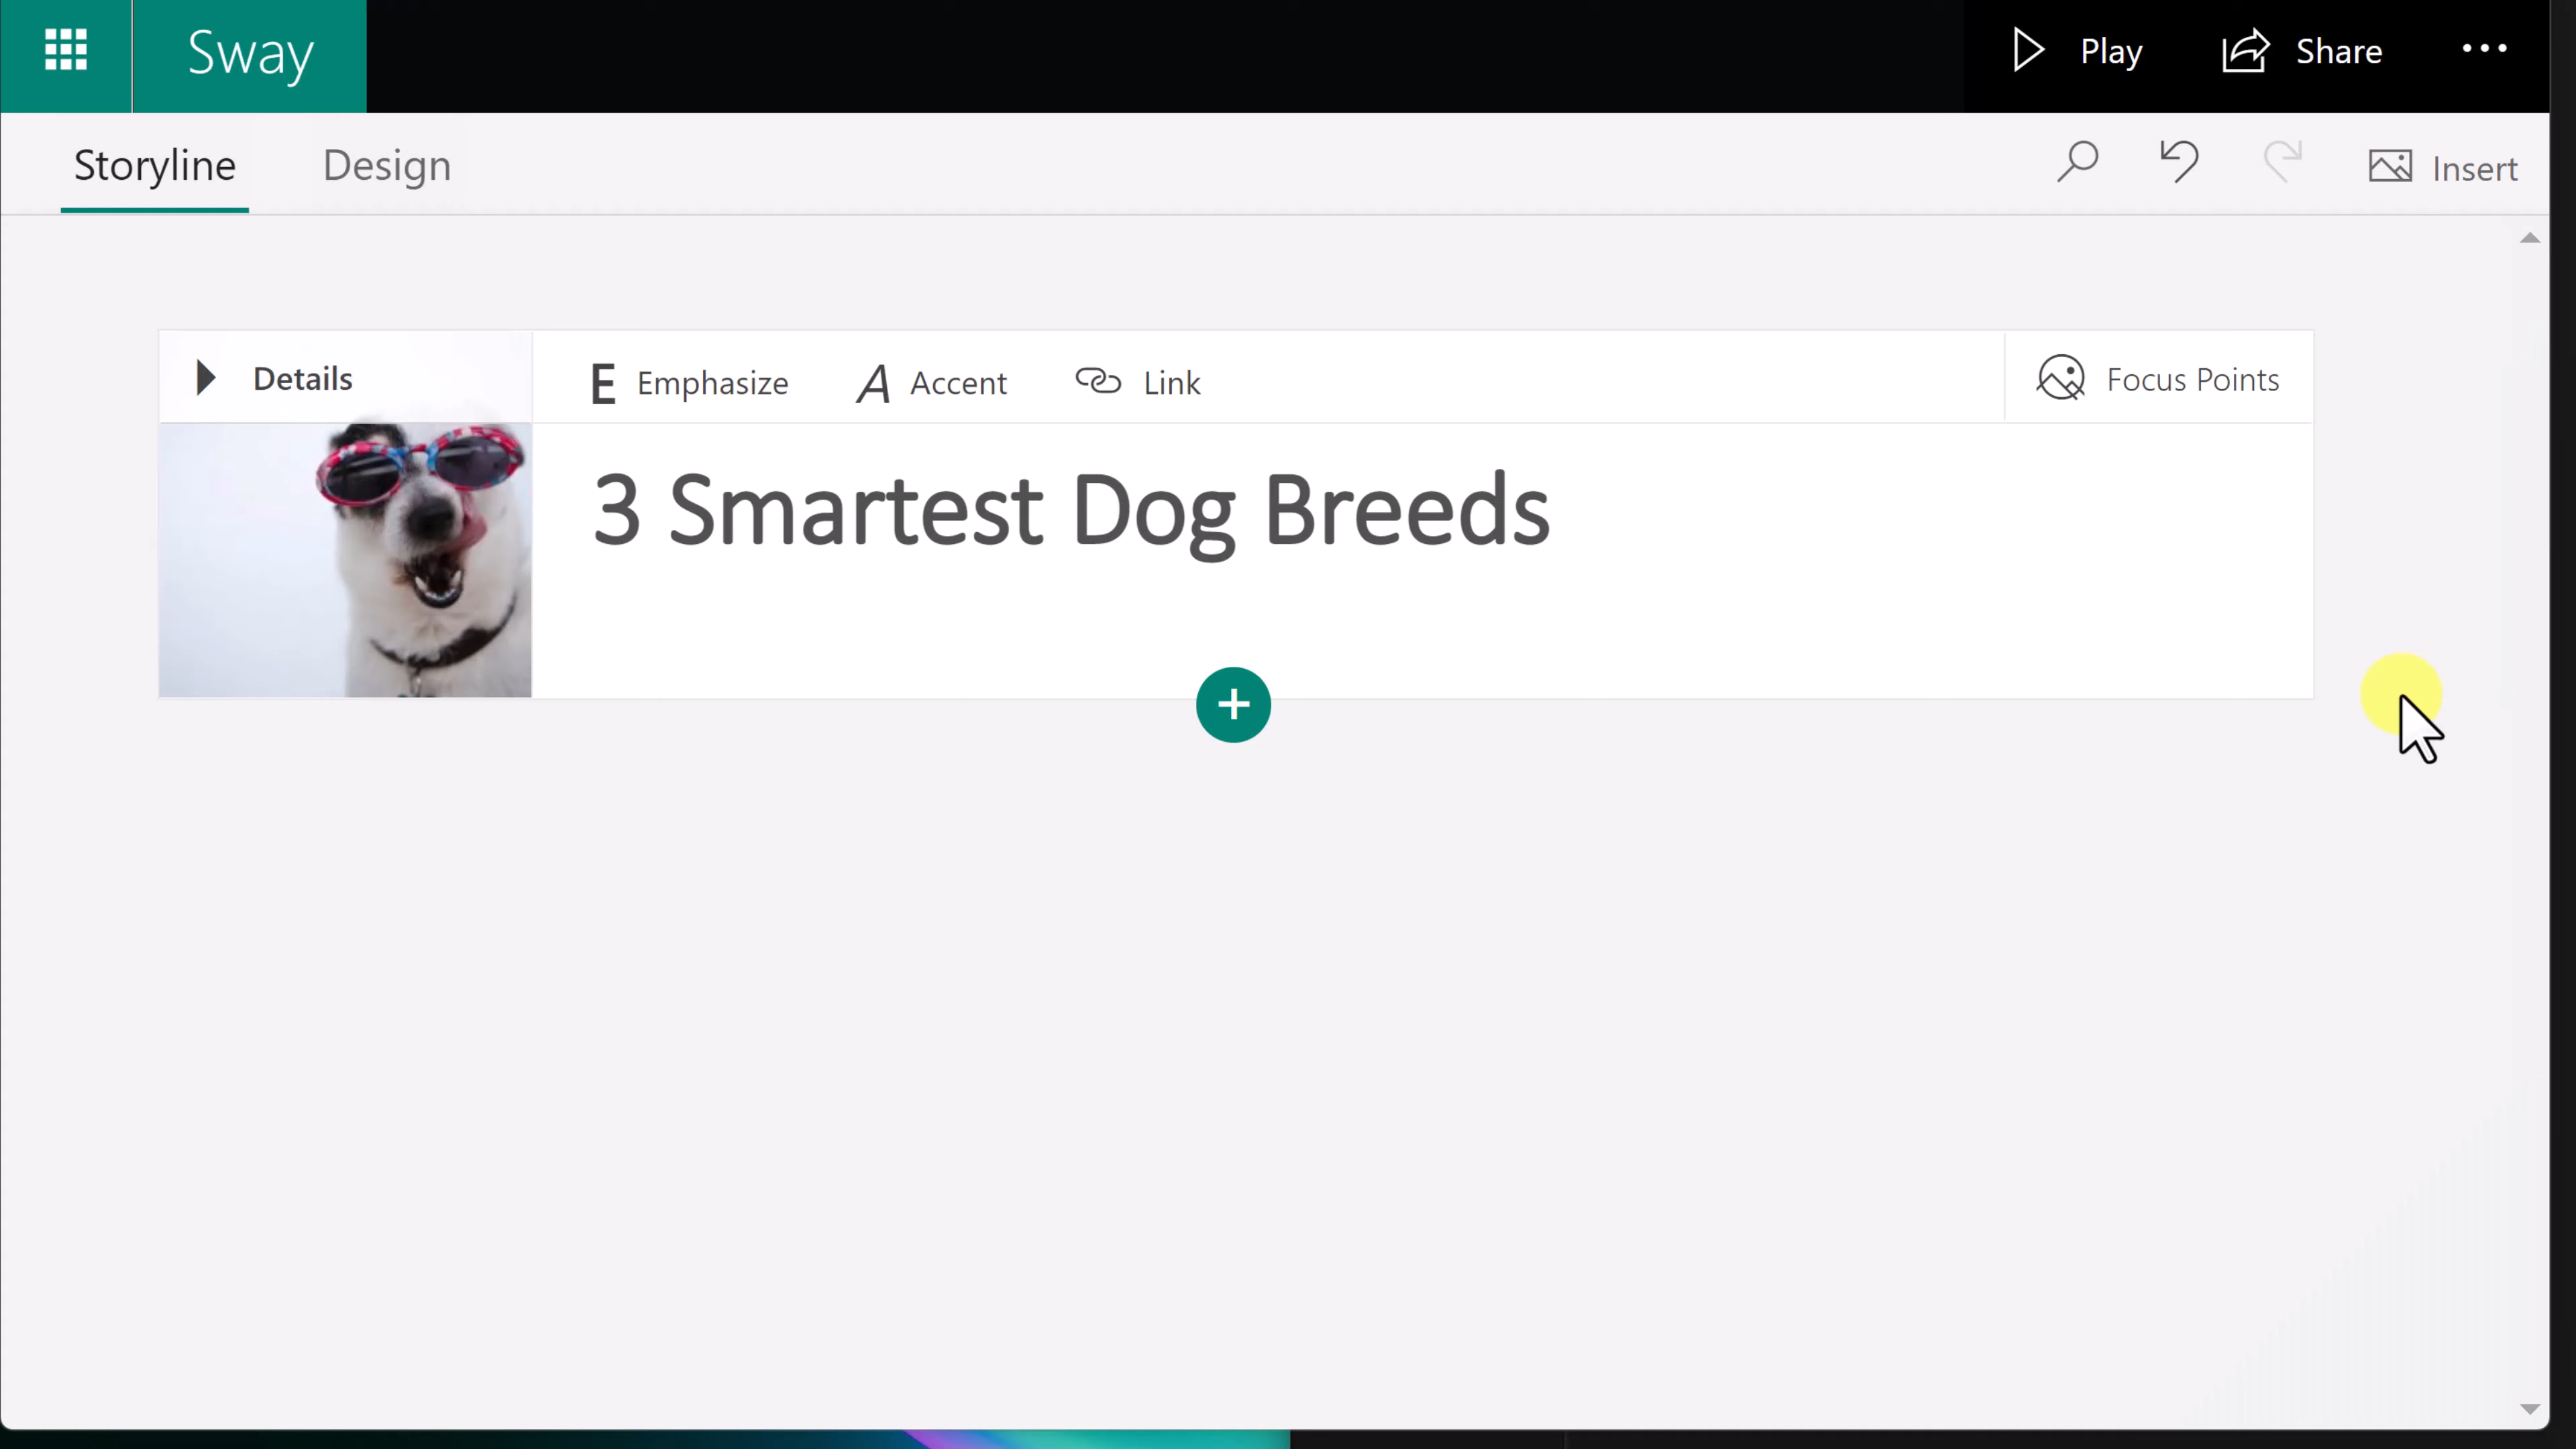 Sway
Play
Share
Storyline
Design
Insert
Details
E Emphasize
A Accent
Link
Focus Points
3 Smartest Dog Breeds